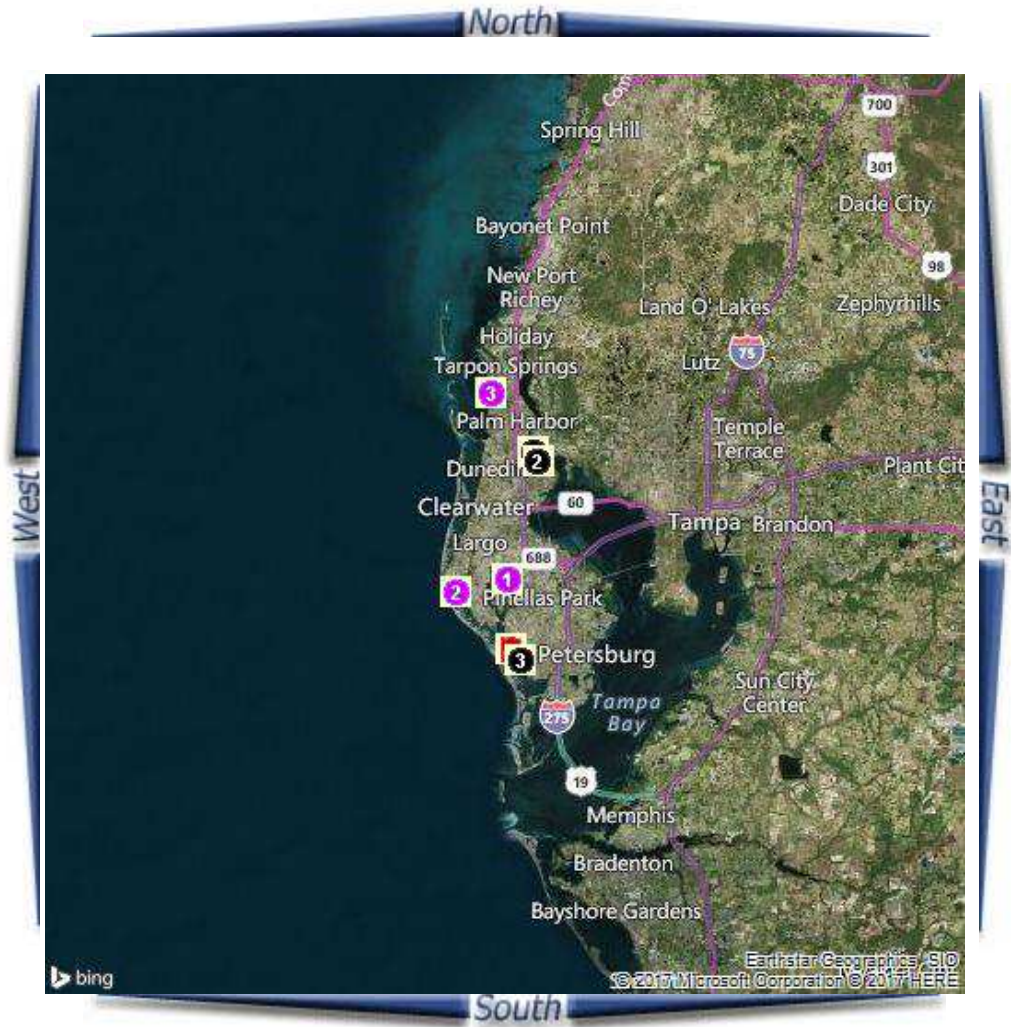 North
Com
700
Spring Hill
301
Dade City
Bayonet Point
98
New Port
Richey
Land O' Lakes
Zephyrhills
Holiday
75
Lutz
Tarpon Springs
3
Palm Harbor
Temple
Terrace
2
Dunedin
Plant Cit
West
East
Clearwater
60
Tampa
Brandon
Largo
688
1
2
Pinellas Park
3
Petersburg
Sun City
Center
Tampa
Bay
275
19
Memphis
Bradenton
Bayshore Gardens
Earthstar Geographics SIO
bing
© 2017 Microsoft Corporation © 2017 HERE
South